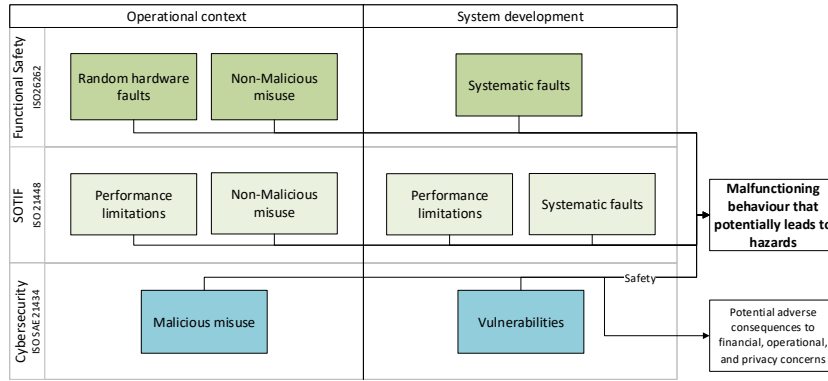 Operational context
System development
Functional Safety
ISO26262
Random hardware
faults
Non-Malicious
misuse
Systematic faults
SOTIF
ISO 21448
Performance
limitations
Non-Malicious
misuse
Performance
limitations
Systematic faults
Malfunctioning
behaviour that
potentially leads to
hazards
Cybersecurity
ISO SAE 21434
Malicious misuse
Vulnerabilities
Safety
Potential adverse
consequences to
financial, operational,
and privacy concerns